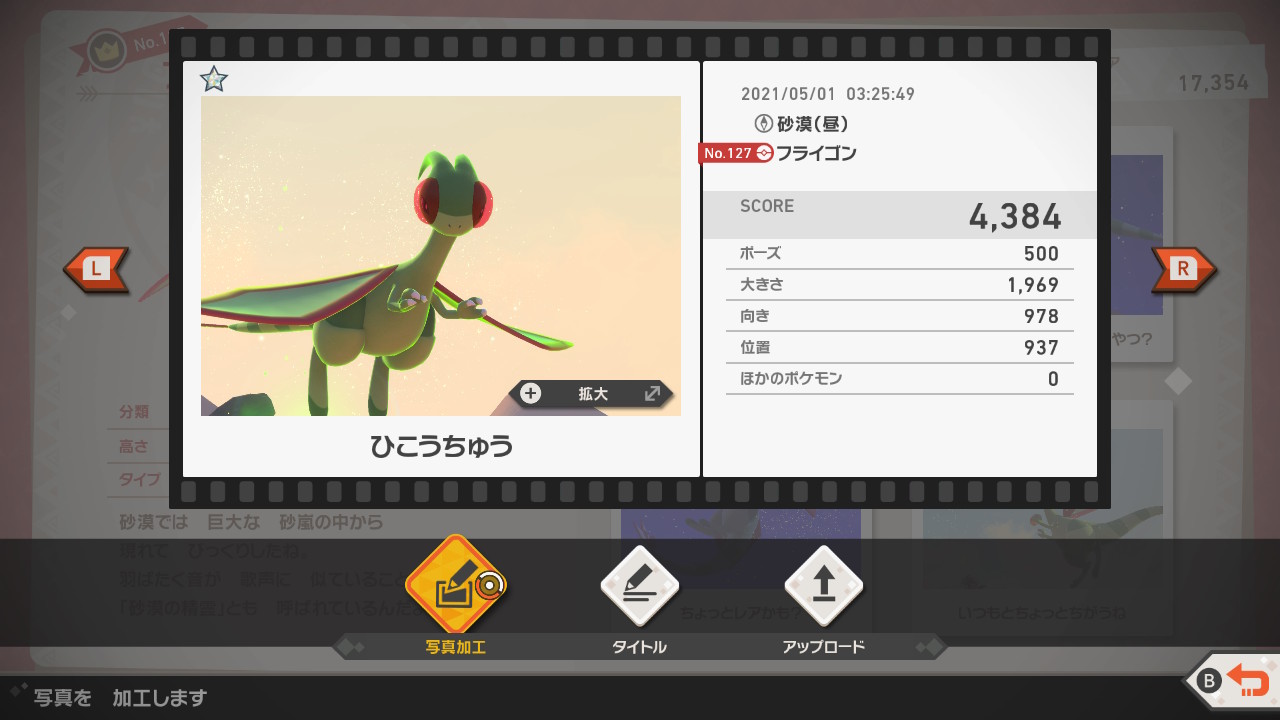 No.1
17,354
2021/05/01 03:25:49
砂漠(昼)
No.127 フライゴン
SCORE 4,384
ポーズ 500
大きさ 1,969
向き 978
位置 937
ほかのポケモン 0
L
R
+ 拡大
ひこうちゅう
やつ?
分類
高さ
タイプ
砂漠では 巨大な 砂嵐の中から
現れて びっくりしたね。
ちょっとレアかも?
いつもとちょっとちがうね
写真加工
タイトル
アップロード
B
写真を 加工します